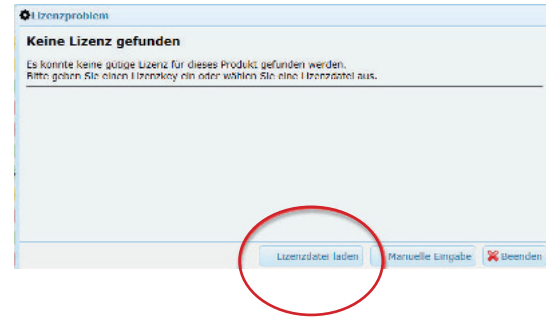 Lizenzproblem
Keine Lizenz gefunden
Es konnte keine gütige Lizenz für dieses Produkt gefunden werden.
Bitte geben Sie einen Lizenzkey ein oder wählen Sie eine Lizenzdatei aus.
Lizenzdatei laden Manuelle Eingabe Beenden